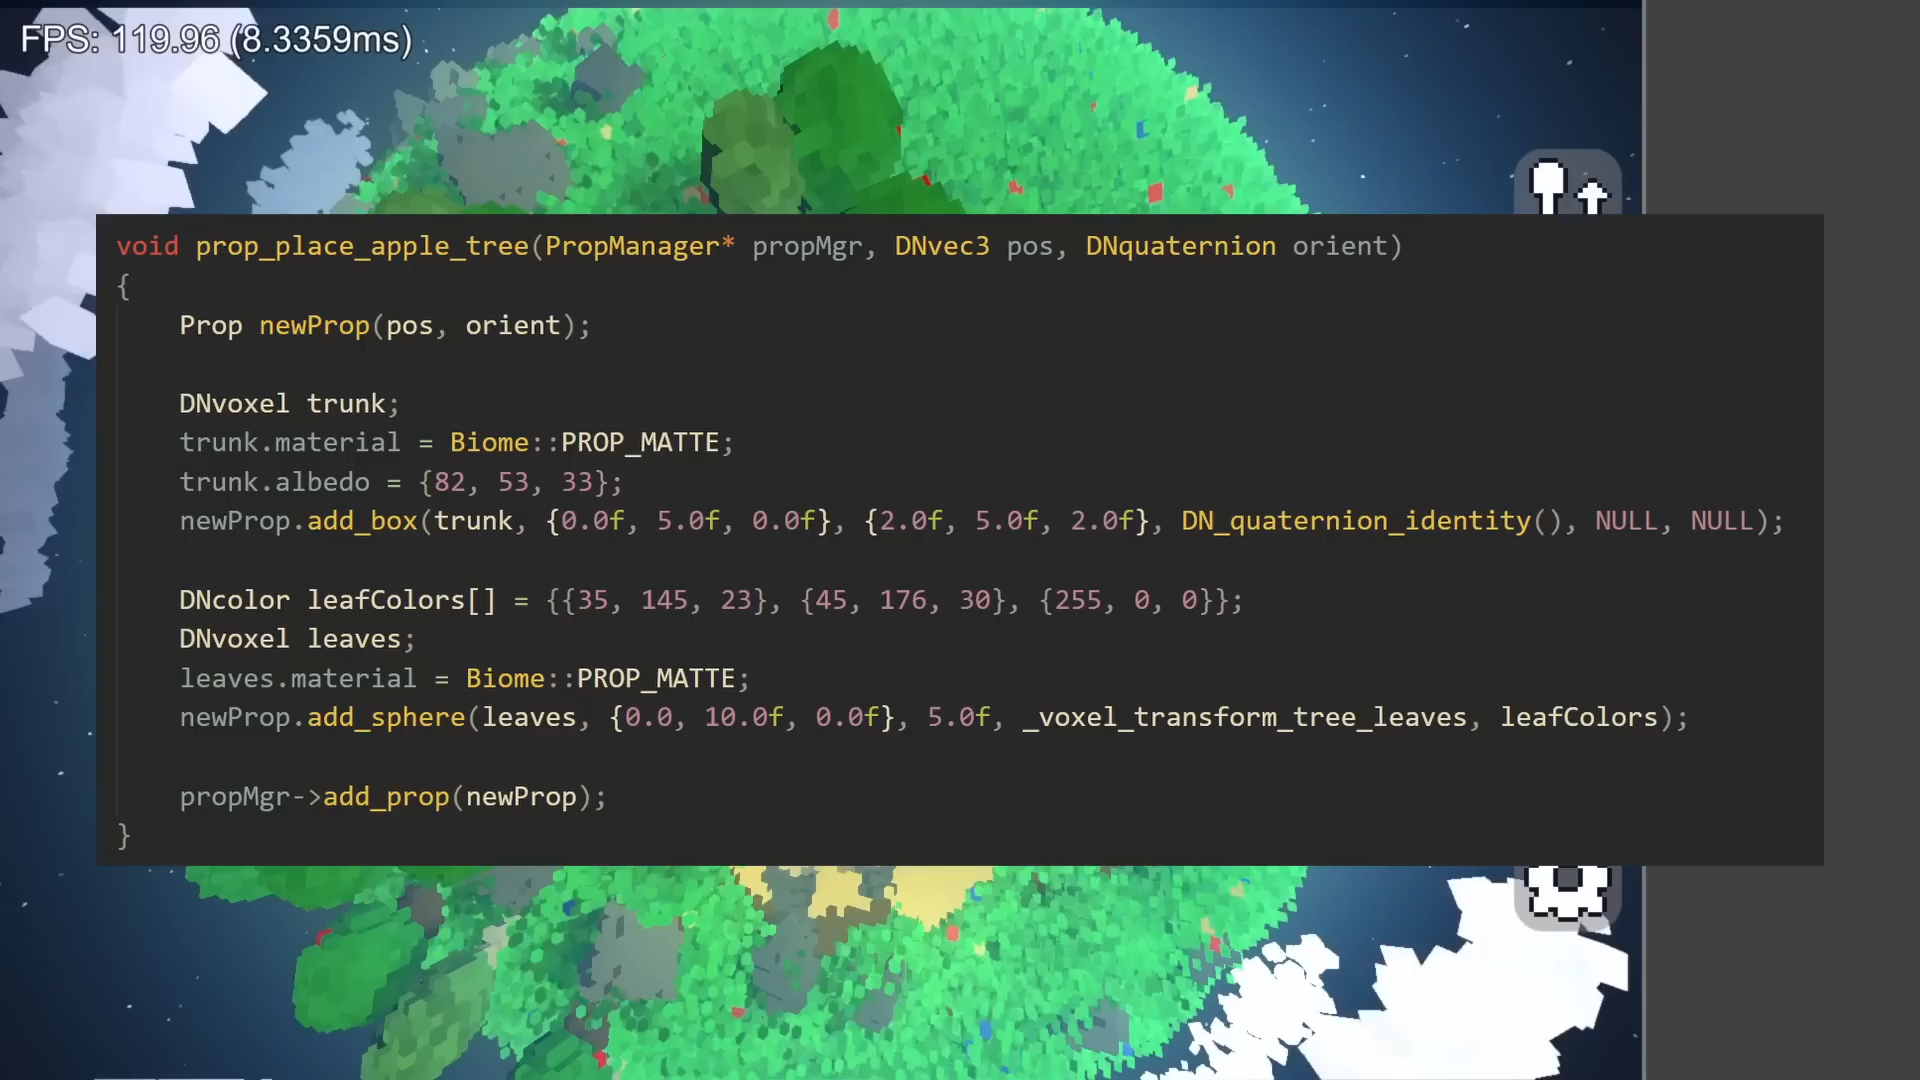 FPS: 119.96 (8.3359ms)
void prop_place_apple_tree(PropManager* propMgr, DNvec3 pos, DNquaternion orient)
{
    Prop newProp(pos, orient);
    DNvoxel trunk;
    trunk.material = Biome::PROP_MATTE;
    trunk.albedo = {82, 53, 33};
    newProp.add_box(trunk, {0.0f, 5.0f, 0.0f}, {2.0f, 5.0f, 2.0f}, DN_quaternion_identity(), NULL, NULL);
    DNcolor leafColors[] = {{35, 145, 23}, {45, 176, 30}, {255, 0, 0}};
    DNvoxel leaves;
    leaves.material = Biome::PROP_MATTE;
    newProp.add_sphere(leaves, {0.0, 10.0f, 0.0f}, 5.0f, _voxel_transform_tree_leaves, leafColors);
    propMgr->add_prop(newProp);
}